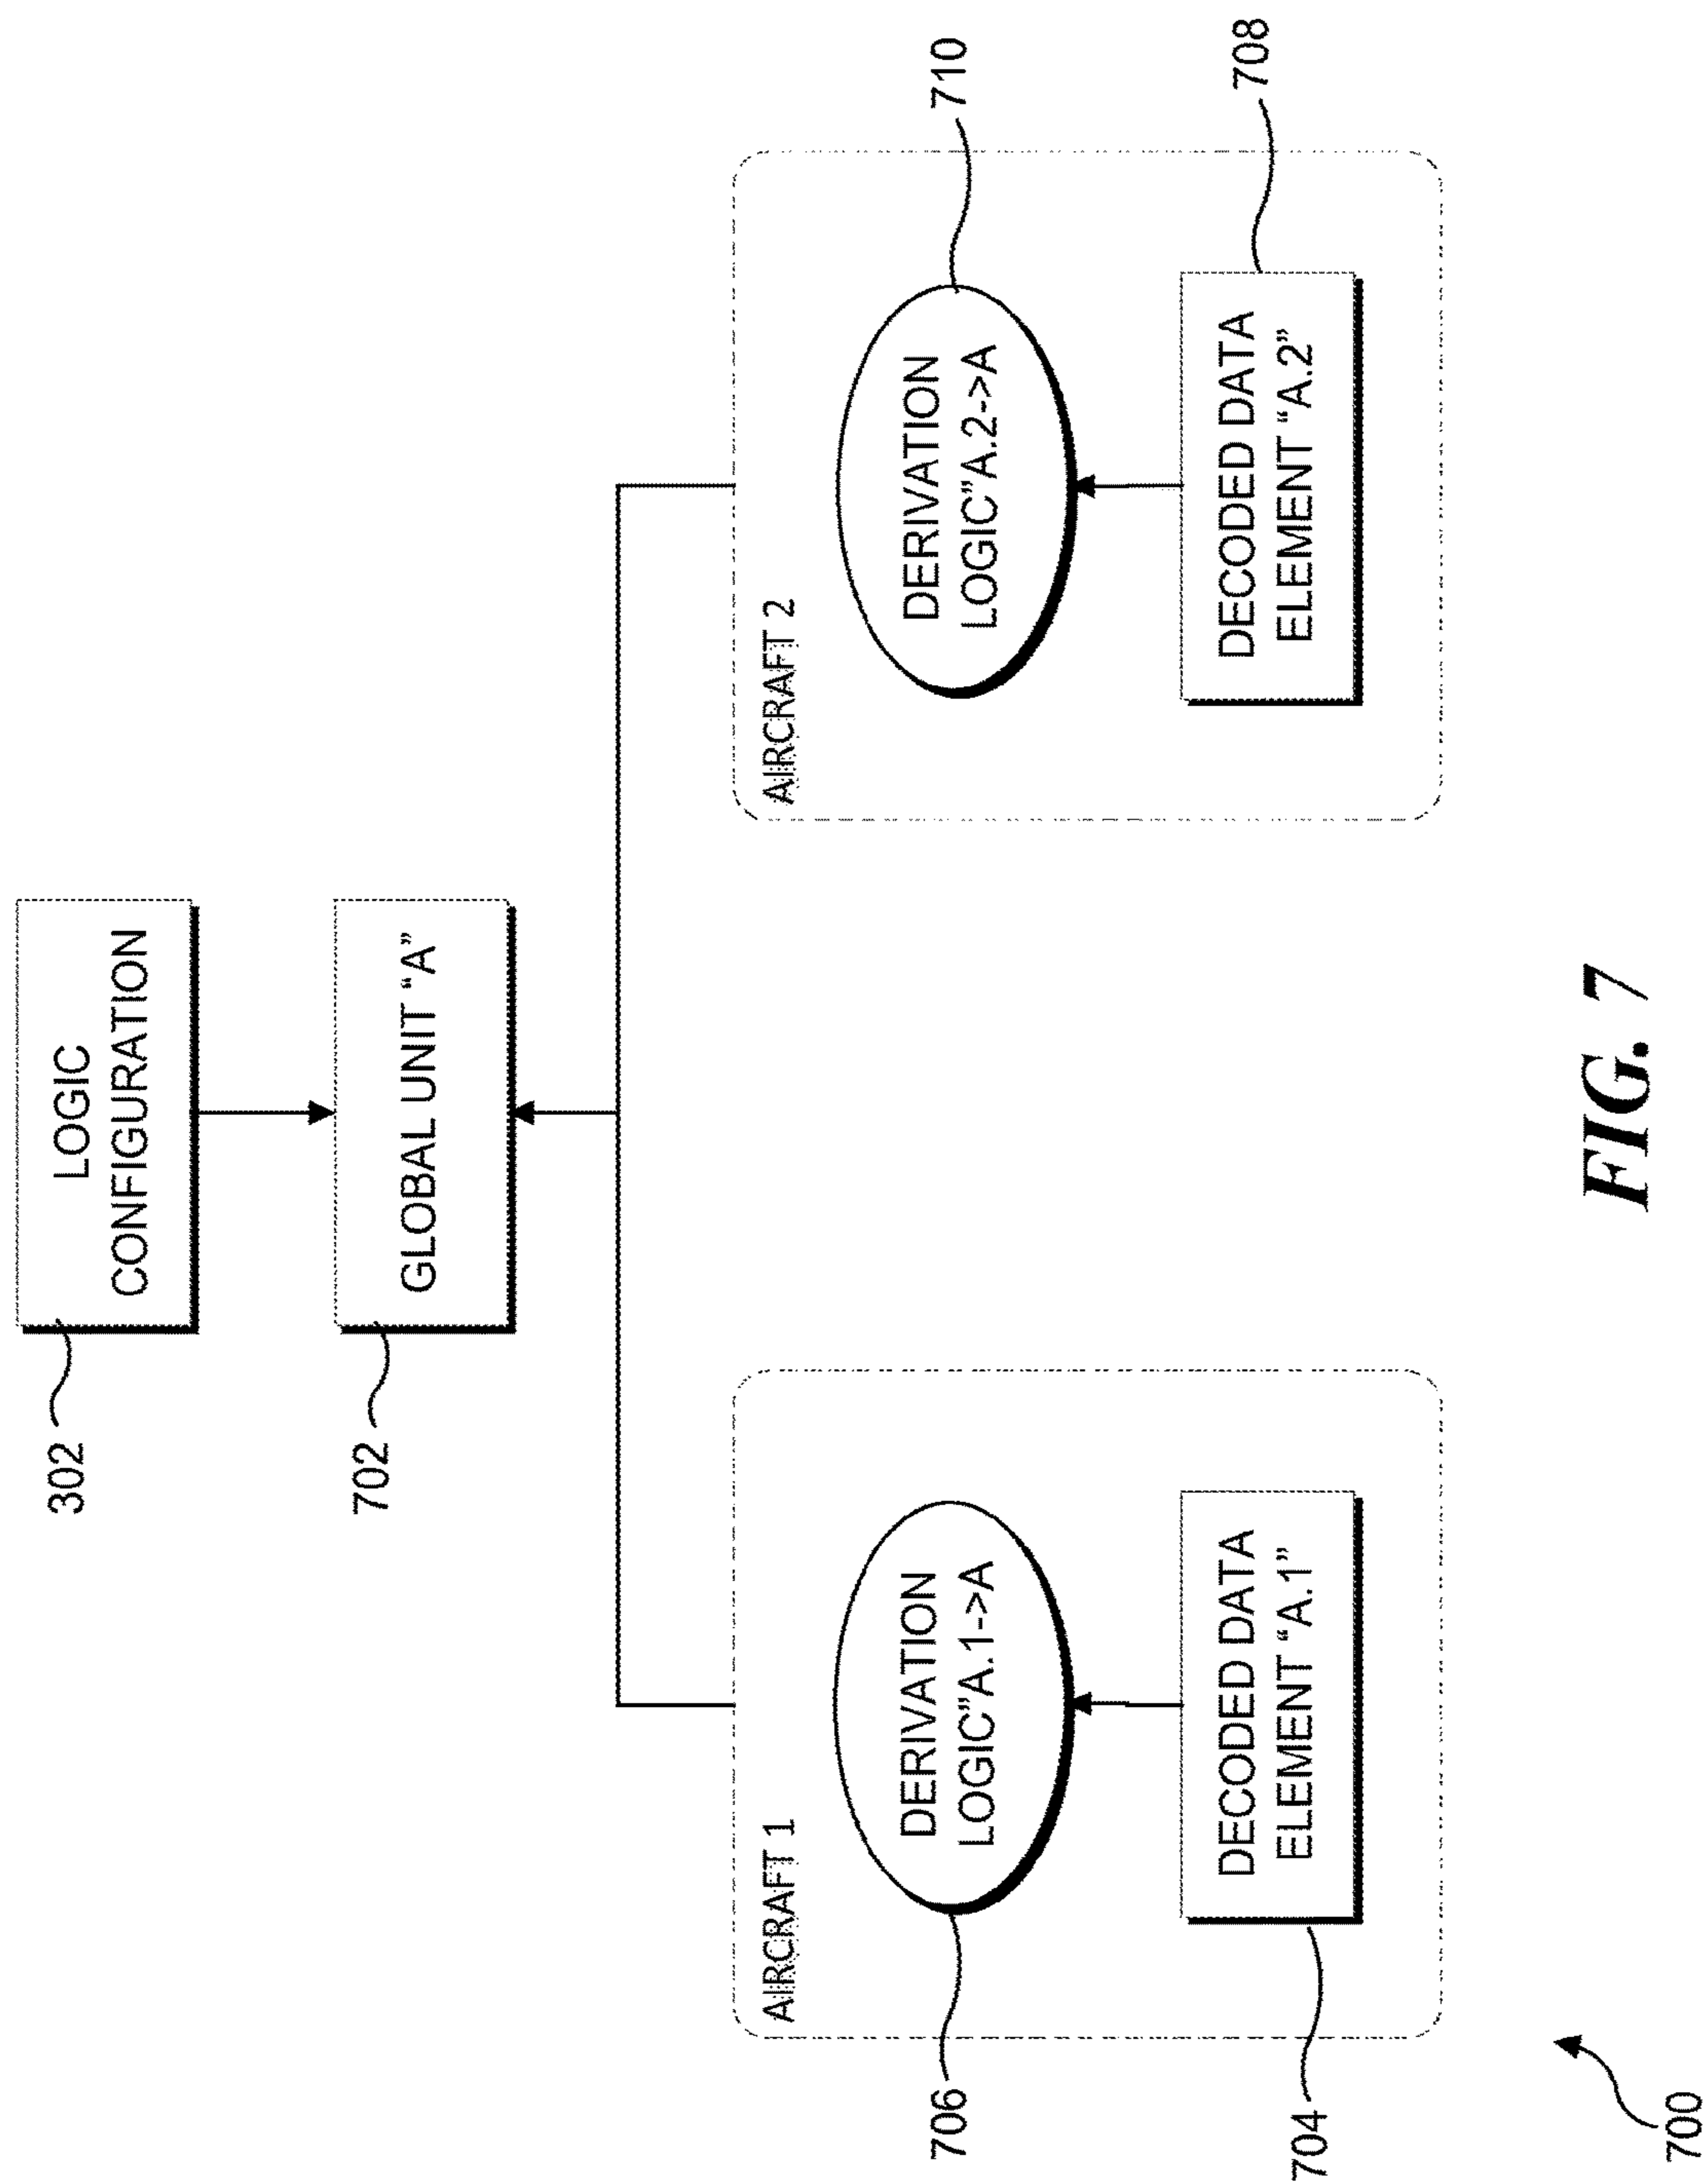 LOGIC
CONFIGURATION
302
GLOBAL UNIT “A”
702
AIRCRAFT 1
DERIVATION
LOGIC”A.1->A
706
DECODED DATA
ELEMENT “A.1”
704
AIRCRAFT 2
DERIVATION
LOGIC”A.2->A
710
DECODED DATA
ELEMENT “A.2”
708
700
FIG. 7